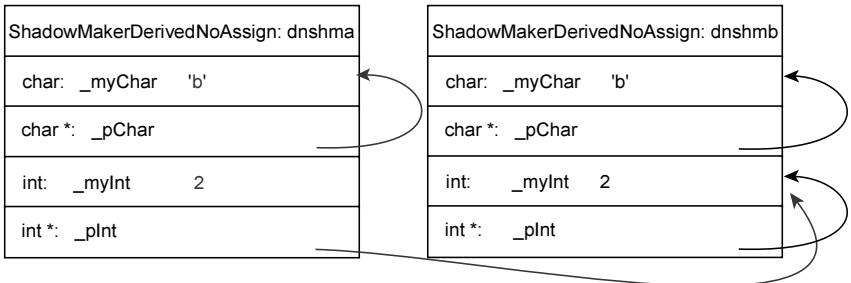 ShadowMakerDerivedNoAssign: dnshma
char: _myChar 'b'
char *: _pChar
int: _myInt 2
int *: _pInt
ShadowMakerDerivedNoAssign: dnshmb
char: _myChar 'b'
char *: _pChar
int: _myInt 2
int *: _pInt